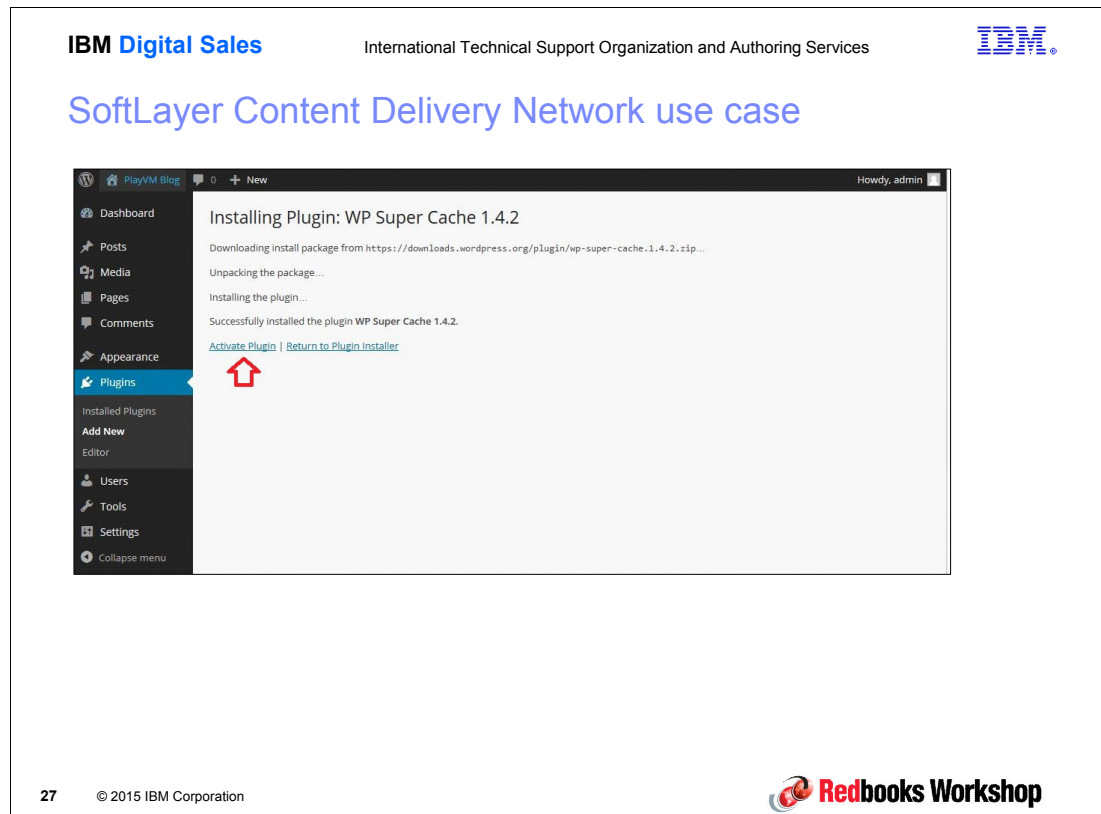 IBM Digital Sales
International Technical Support Organization and Authoring Services
IBM®
SoftLayer Content Delivery Network use case
PlayVM Blog 0 + New
Howdy, admin
Dashboard
Posts
Media
Pages
Comments
Appearance
Plugins
Installed Plugins
Add New
Editor
Users
Tools
Settings
Collapse menu
Installing Plugin: WP Super Cache 1.4.2
Downloading install package from https://downloads.wordpress.org/plugin/wp-super-cache.1.4.2.zip…
Unpacking the package…
Installing the plugin…
Successfully installed the plugin WP Super Cache 1.4.2.
Activate Plugin | Return to Plugin Installer
27
© 2015 IBM Corporation
Redbooks Workshop